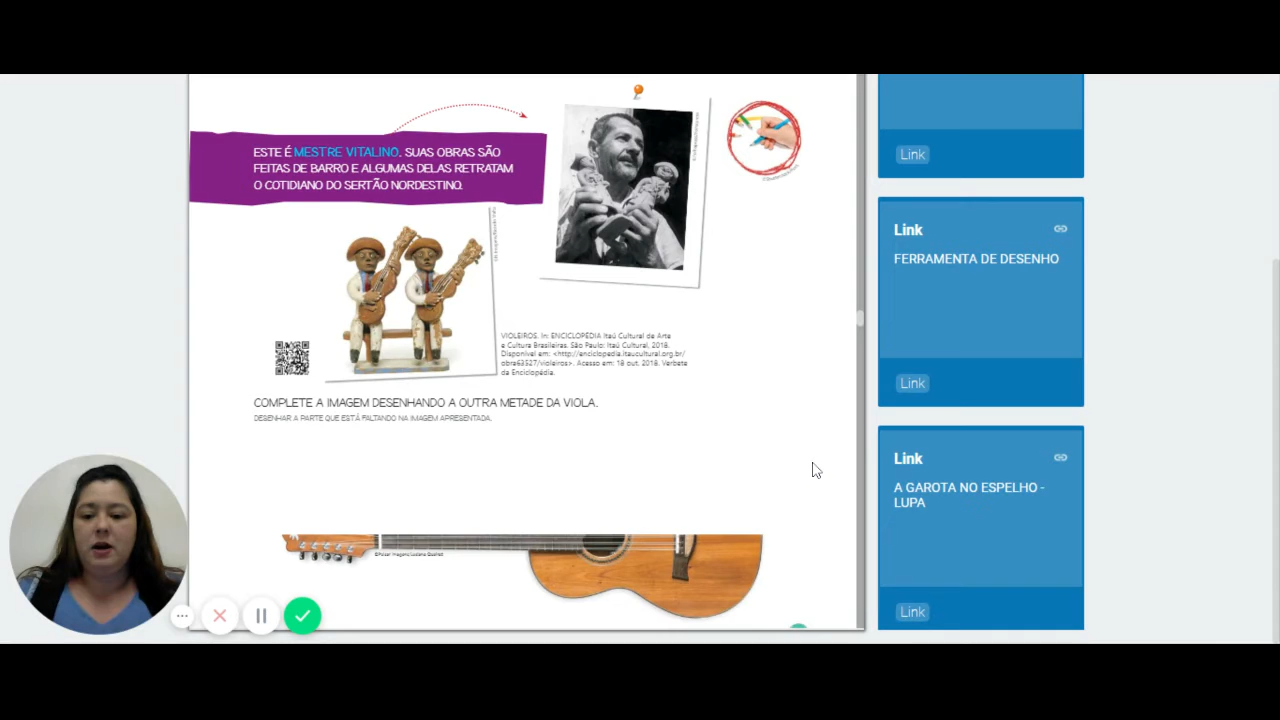 ESTE É MESTRE VITALINO. SUAS OBRAS SÃO
FEITAS DE BARRO E ALGUMAS DELAS RETRATAM
O COTIDIANO DO SERTÃO NORDESTINO.
VIOLEIROS. In: ENCICLOPÉDIA Itaú Cultural de Arte
e Cultura Brasileiras. São Paulo: Itaú Cultural, 2018.
Disponível em: <http://enciclopedia.itaucultural.org.br/
obra63527/violeiros>. Acesso em: 18 out. 2018. Verbete
da Enciclopédia.
COMPLETE A IMAGEM DESENHANDO A OUTRA METADE DA VIOLA.
DESENHAR A PARTE QUE ESTÁ FALTANDO NA IMAGEM APRESENTADA.
Link
Link
FERRAMENTA DE DESENHO
Link
Link
A GAROTA NO ESPELHO -
LUPA
Link